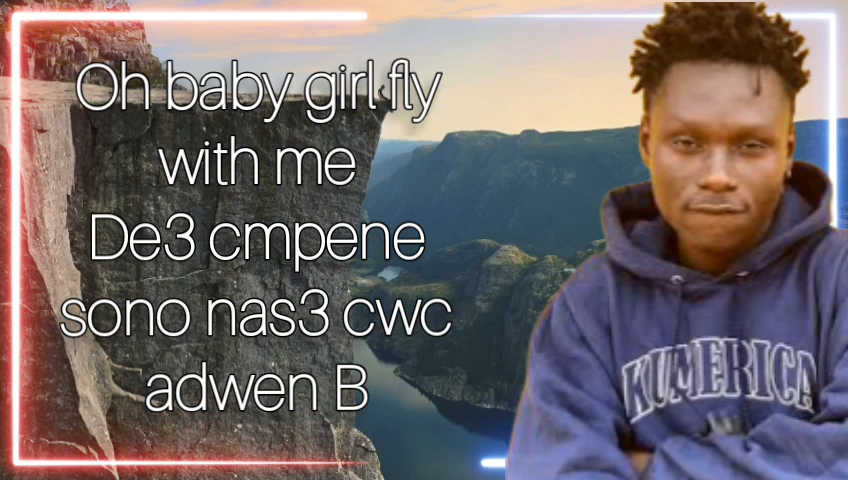 Oh baby girl fly
with me
De3 cmpene
sono nas3 cwc
adwen B
KUMERICA